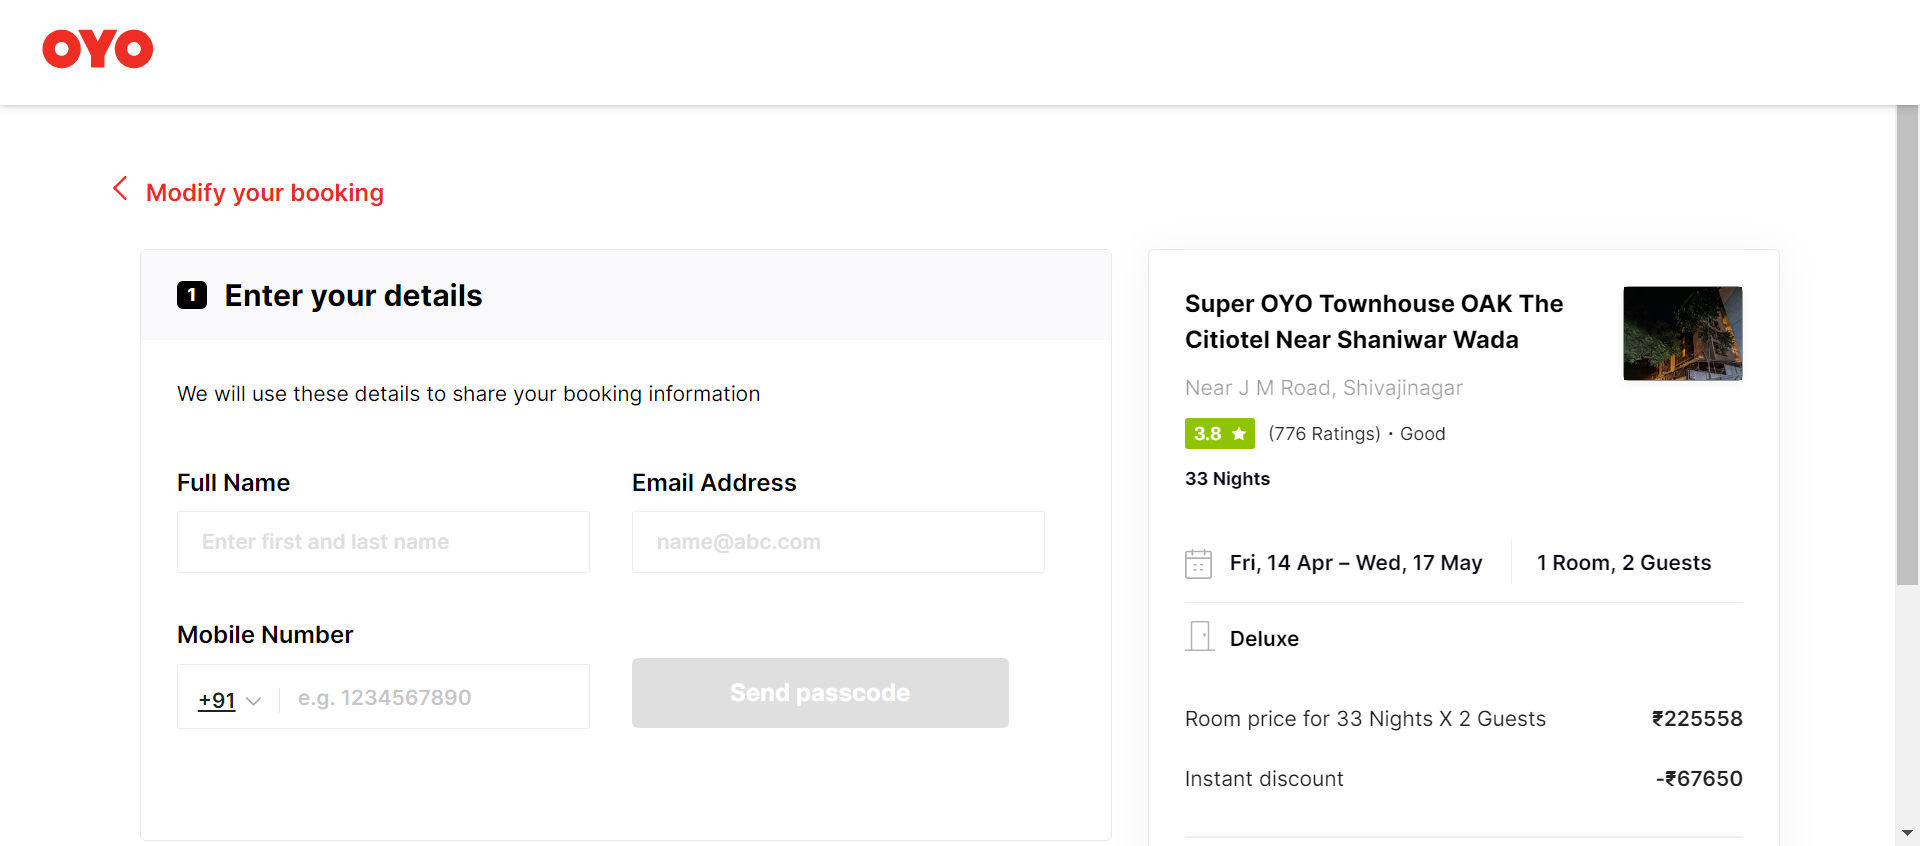 OYO
Modify your booking
1 Enter your details
We will use these details to share your booking information
Full Name
Enter first and last name
Email Address
name@abc.com
Mobile Number
+91 e.g. 1234567890
Send passcode
Super OYO Townhouse OAK The
Citiotel Near Shaniwar Wada
Near J M Road, Shivajinagar
3.8 ★ (776 Ratings) · Good
33 Nights
Fri, 14 Apr – Wed, 17 May
1 Room, 2 Guests
Deluxe
Room price for 33 Nights X 2 Guests ₹225558
Instant discount -₹67650